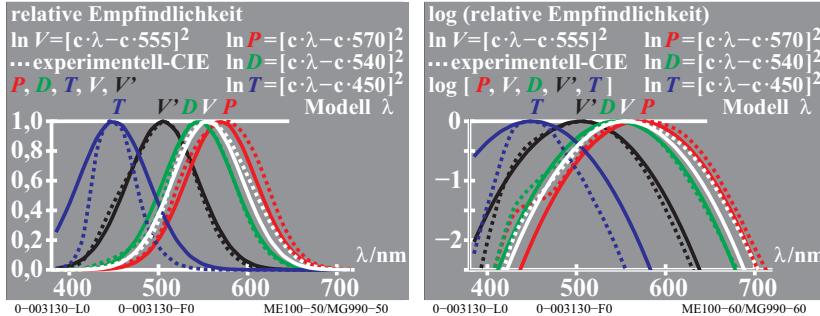 relative Empfindlichkeit
ln V=[c·λ−c·555]² ln P=[c·λ−c·570]²
experimentell-CIE ln D=[c·λ−c·540]²
P, D, T, V, V' ln T=[c·λ−c·450]²
T V' D V P Modell λ
1,0
0,8
0,6
0,4
0,2
0,0
λ/nm
400 500 600 700
0-003130-L0 0-003130-F0 ME100-50/MG990-50
log (relative Empfindlichkeit)
ln V=[c·λ−c·555]² ln P=[c·λ−c·570]²
experimentell-CIE ln D=[c·λ−c·540]²
log [ P, V, D, V', T ] ln T=[c·λ−c·450]²
T V' D V P Modell λ
0
−1
−2
λ/nm
400 500 600 700
0-003130-L0 0-003130-F0 ME100-60/MG990-60